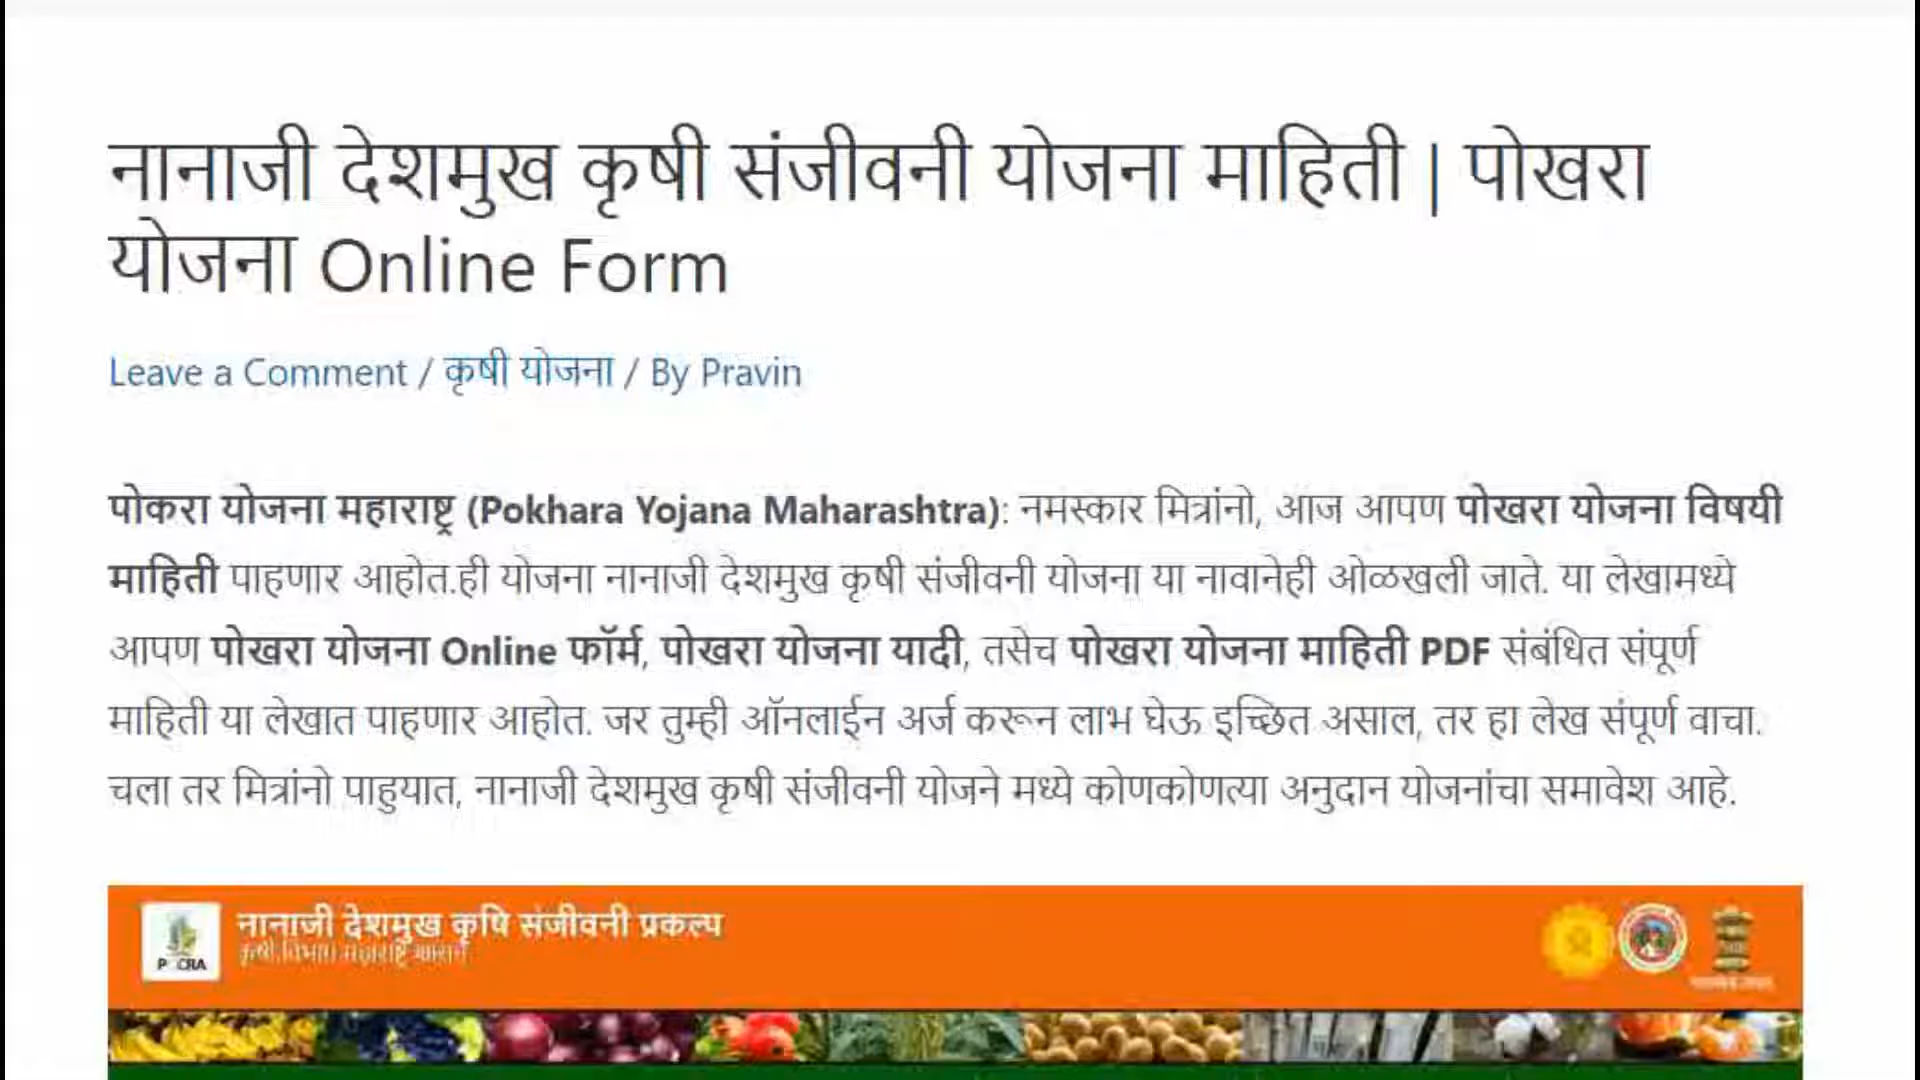 नानाजी देशमुख कृषी संजीवनी योजना माहिती | पोखरा
योजना Online Form
Leave a Comment / कृषी योजना / By Pravin
पोकरा योजना महाराष्ट्र (Pokhara Yojana Maharashtra): नमस्कार मित्रांनो, आज आपण पोखरा योजना विषयी
माहिती पाहणार आहोत.ही योजना नानाजी देशमुख कृषी संजीवनी योजना या नावानेही ओळखली जाते. या लेखामध्ये
आपण पोखरा योजना Online फॉर्म, पोखरा योजना यादी, तसेच पोखरा योजना माहिती PDF संबंधित संपूर्ण
माहिती या लेखात पाहणार आहोत. जर तुम्ही ऑनलाईन अर्ज करून लाभ घेऊ इच्छित असाल, तर हा लेख संपूर्ण वाचा.
चला तर मित्रांनो पाहुयात, नानाजी देशमुख कृषी संजीवनी योजने मध्ये कोणकोणत्या अनुदान योजनांचा समावेश आहे.
नानाजी देशमुख कृषि संजीवनी प्रकल्प
कृषी विभाग महाराष्ट्र शासन